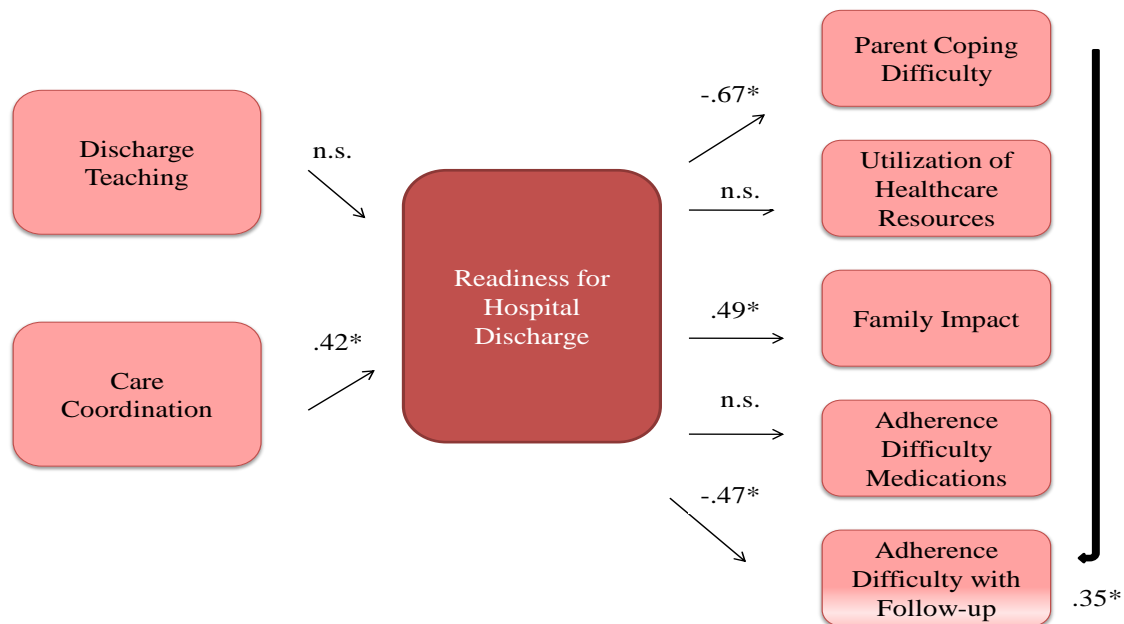 Discharge
Teaching
n.s.
Care
Coordination
.42*
Readiness for
Hospital
Discharge
-.67*
Parent Coping
Difficulty
n.s.
Utilization of
Healthcare
Resources
.49*
Family Impact
n.s.
Adherence
Difficulty
Medications
-.47*
Adherence
Difficulty with
Follow-up
.35*